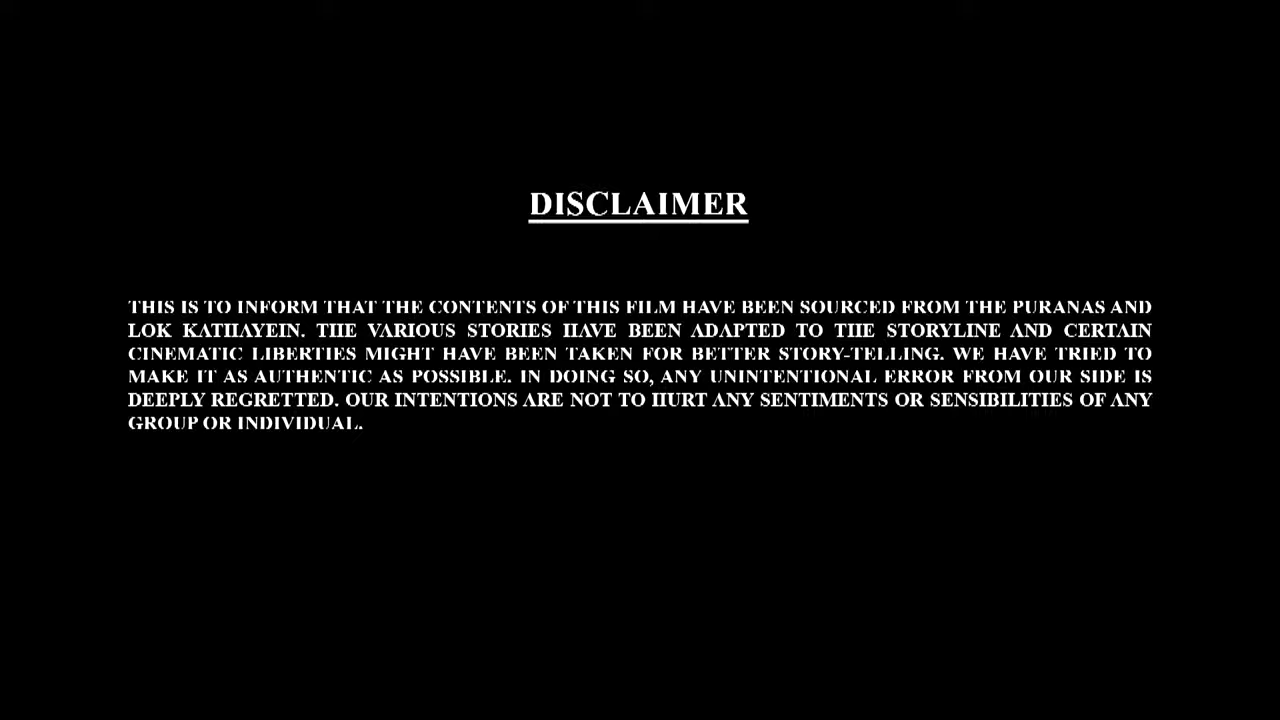 DISCLAIMER
THIS IS TO INFORM THAT THE CONTENTS OF THIS FILM HAVE BEEN SOURCED FROM THE PURANAS AND
LOK KATHAYEIN. THE VARIOUS STORIES HAVE BEEN ADAPTED TO THE STORYLINE AND CERTAIN
CINEMATIC LIBERTIES MIGHT HAVE BEEN TAKEN FOR BETTER STORY-TELLING. WE HAVE TRIED TO
MAKE IT AS AUTHENTIC AS POSSIBLE. IN DOING SO, ANY UNINTENTIONAL ERROR FROM OUR SIDE IS
DEEPLY REGRETTED. OUR INTENTIONS ARE NOT TO HURT ANY SENTIMENTS OR SENSIBILITIES OF ANY
GROUP OR INDIVIDUAL.